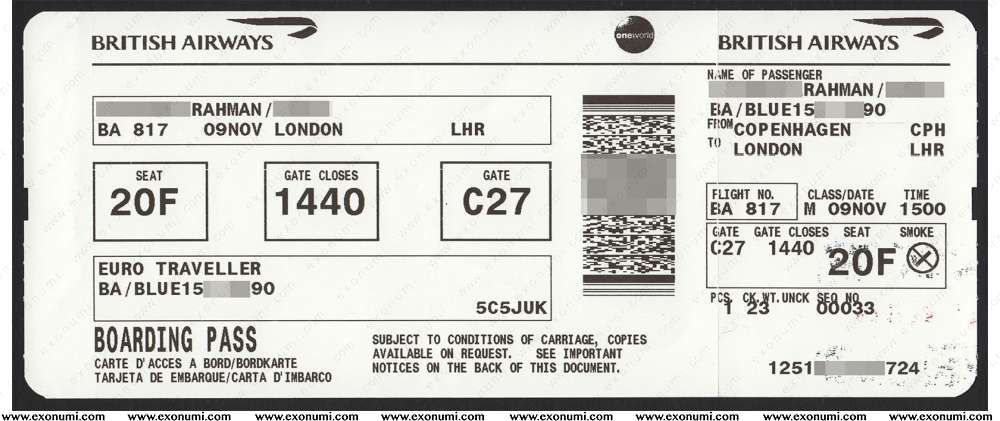 BRITISH AIRWAYS
oneworld
RAHMAN /
BA 817 09NOV LONDON LHR
SEAT
20F
GATE CLOSES
1440
GATE
C27
EURO TRAVELLER
BA/BLUE15 90
5C5JUK
BOARDING PASS
CARTE D'ACCES A BORD/BORDKARTE
TARJETA DE EMBARQUE/CARTA D'IMBARCO
SUBJECT TO CONDITIONS OF CARRIAGE, COPIES
AVAILABLE ON REQUEST. SEE IMPORTANT
NOTICES ON THE BACK OF THIS DOCUMENT.
BRITISH AIRWAYS
NAME OF PASSENGER
RAHMAN /
BA/BLUE15 90
FROM COPENHAGEN CPH
TO LONDON LHR
FLIGHT NO. CLASS/DATE TIME
BA 817 M 09NOV 1500
GATE GATE CLOSES SEAT SMOKE
C27 1440 20F
PCS. CK.WT.UNCK SEQ NO
1 23 00033
1251 724
www.exonumi.com www.exonumi.com www.exonumi.com www.exonumi.com www.exonumi.com www.exonumi.com www.exonumi.com www.exonumi.com